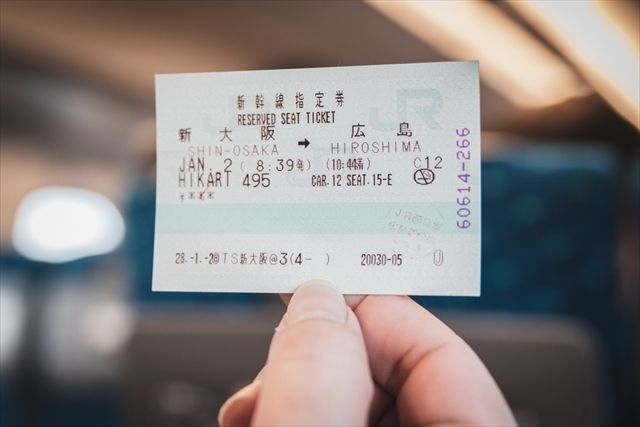 新幹線指定券
RESERVED SEAT TICKET
新大阪 → 広島
SHIN-OSAKA HIROSHIMA
JAN. 2 ( 8:39発) (10:44着) C12
HIKARI 495 CAR.12 SEAT.15-E
¥***
28.-1.-2 TS新大阪@3(4- ) 20030-05
60614-266
JR